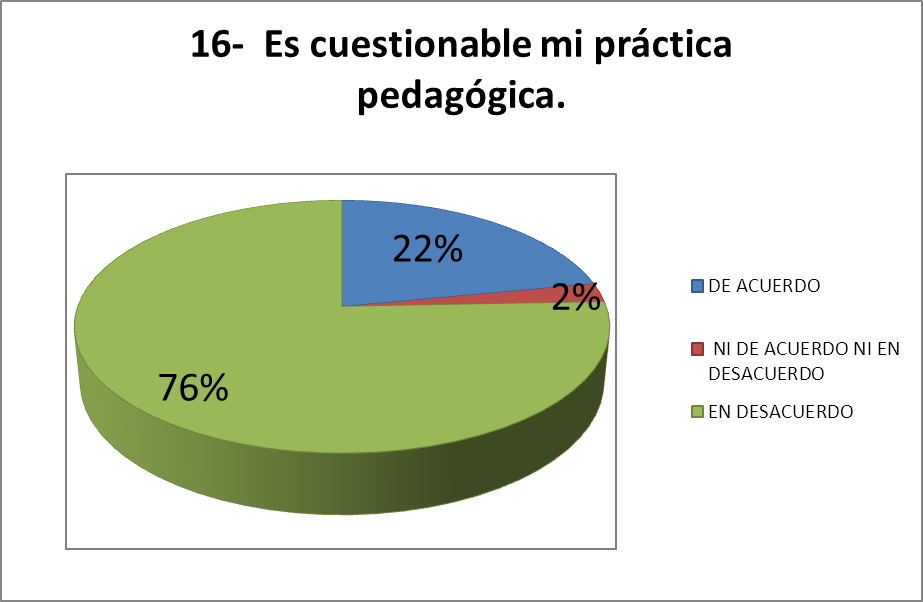 16-  Es cuestionable mi práctica
pedagógica.
22%
2%
76%
DE ACUERDO
NI DE ACUERDO NI EN
DESACUERDO
EN DESACUERDO